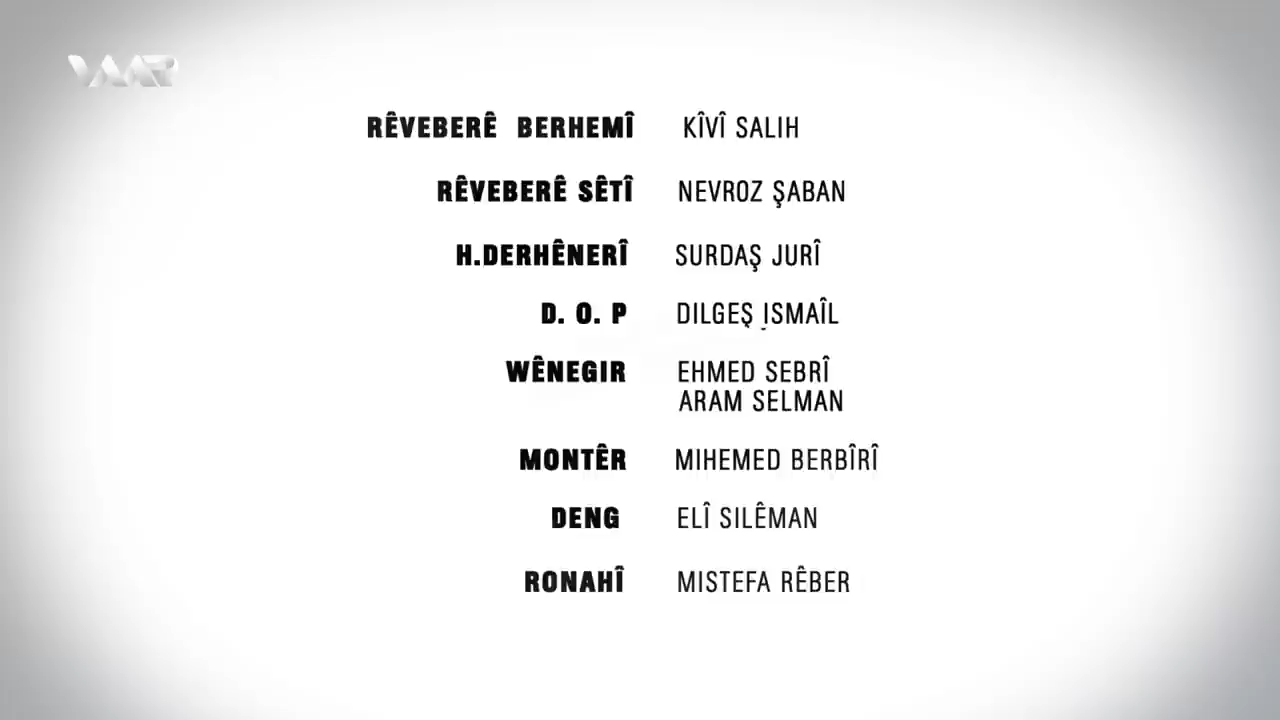 RÊVEBERÊ BERHEMÎ KÎVÎ SALIH
RÊVEBERÊ SÊTÎ NEVROZ ŞABAN
H.DERHÊNERÎ SURDAŞ JURÎ
D. O. P DILGEŞ ISMAÎL
WÊNEGIR EHMED SEBRÎ
ARAM SELMAN
MONTÊR MIHEMED BERBÎRÎ
DENG ELÎ SILÊMAN
RONAHÎ MISTEFA RÊBER